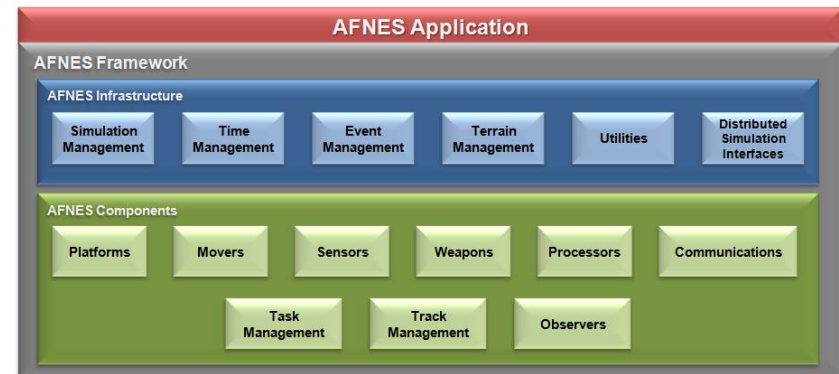 AFNES Application
AFNES Framework
AFNES Infrastructure
Simulation
Management
Time
Management
Event
Management
Terrain
Management
Utilities
Distributed
Simulation
Interfaces
AFNES Components
Platforms
Movers
Sensors
Weapons
Processors
Communications
Task
Management
Track
Management
Observers